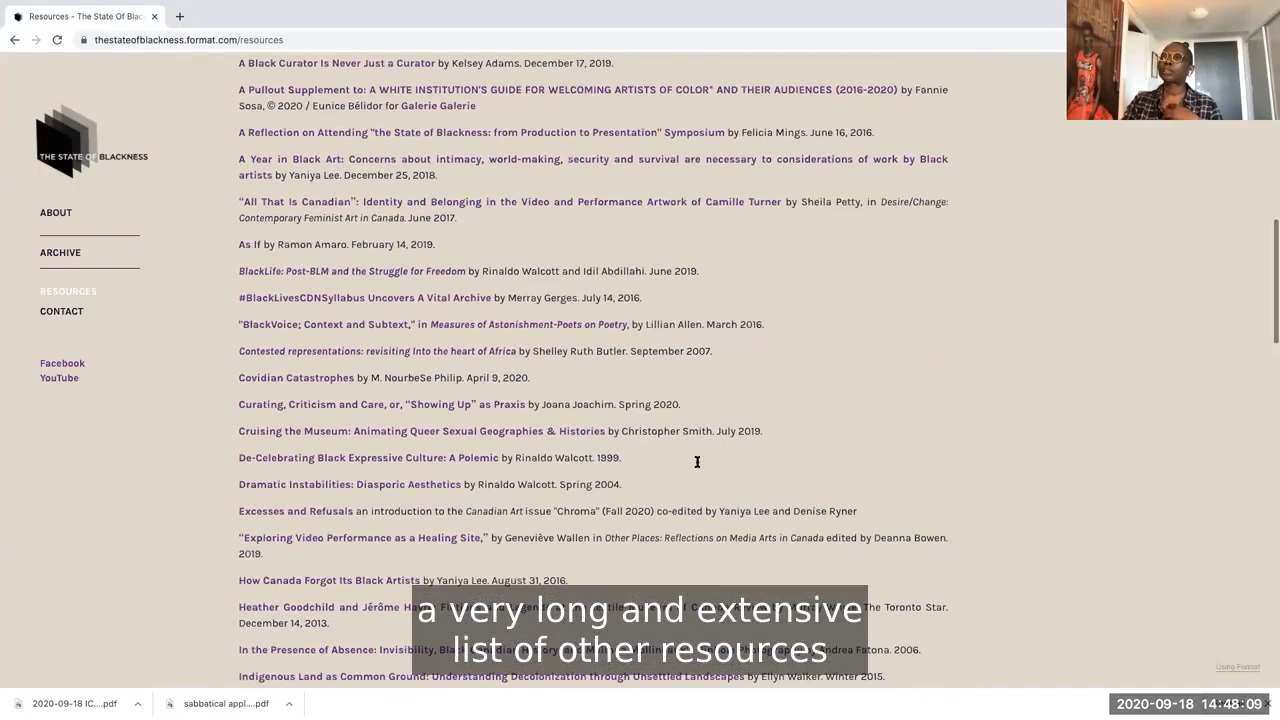 Resources - The State Of Blac
thestateofblackness.format.com/resources
THE STATE OF BLACKNESS
ABOUT
ARCHIVE
RESOURCES
CONTACT
Facebook
YouTube
A Black Curator Is Never Just a Curator by Kelsey Adams. December 17, 2019.
A Pullout Supplement to: A WHITE INSTITUTION'S GUIDE FOR WELCOMING ARTISTS OF COLOR* AND THEIR AUDIENCES (2016-2020) by Fannie
Sosa, © 2020 / Eunice Bélidor for Galerie Galerie
A Reflection on Attending "the State of Blackness: from Production to Presentation" Symposium by Felicia Mings. June 16, 2016.
A Year in Black Art: Concerns about intimacy, world-making, security and survival are necessary to considerations of work by Black
artists by Yaniya Lee. December 25, 2018.
“All That Is Canadian”: Identity and Belonging in the Video and Performance Artwork of Camille Turner by Sheila Petty, in Desire/Change:
Contemporary Feminist Art in Canada. June 2017.
As If by Ramon Amaro. February 14, 2019.
BlackLife: Post-BLM and the Struggle for Freedom by Rinaldo Walcott and Idil Abdillahi. June 2019.
#BlackLivesCDNSyllabus Uncovers A Vital Archive by Merray Gerges. July 14, 2016.
"BlackVoice; Context and Subtext," in Measures of Astonishment-Poets on Poetry, by Lillian Allen. March 2016.
Contested representations: revisiting Into the heart of Africa by Shelley Ruth Butler. September 2007.
Covidian Catastrophes by M. NourbeSe Philip. April 9, 2020.
Curating, Criticism and Care, or, “Showing Up” as Praxis by Joana Joachim. Spring 2020.
Cruising the Museum: Animating Queer Sexual Geographies & Histories by Christopher Smith. July 2019.
De-Celebrating Black Expressive Culture: A Polemic by Rinaldo Walcott. 1999.
Dramatic Instabilities: Diasporic Aesthetics by Rinaldo Walcott. Spring 2004.
Excesses and Refusals an introduction to the Canadian Art issue "Chroma" (Fall 2020) co-edited by Yaniya Lee and Denise Ryner
“Exploring Video Performance as a Healing Site,” by Geneviève Wallen in Other Places: Reflections on Media Arts in Canada edited by Deanna Bowen.
2019.
How Canada Forgot Its Black Artists by Yaniya Lee. August 31, 2016.
Heather Goodchild and Jérôme The Toronto Star.
December 14, 2013.
In the Presence of Absence: Invisibility, Andrea Fatona. 2006.
Indigenous Land as Common Ground: Understanding Decolonization through Unsettled Landscapes by Ellyn Walker. Winter 2015.
a very long and extensive
list of other resources
Using Format
2020-09-18 IC....pdf
sabbatical appl....pdf
2020-09-18 14:48:09